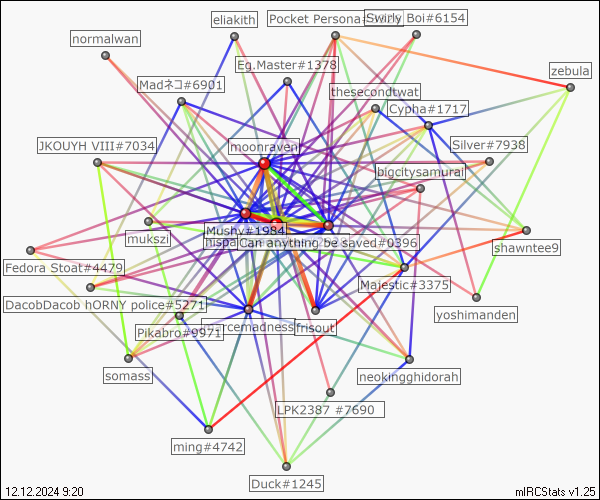 eliakith
Pocket Persona
Swirly Boi#6154
normalwan
Eg.Master#1378
zebula
Madネコ#6901
thesecondtwat
Cypha#1717
moonraven
JKOUYH VIII#7034
Silver#7938
bigcitysamurai
Mushy#1984
mukszi
Can anything be saved#0396
shawntee9
Fedora Stoat#4479
Majestic#3375
DacobDacob hORNY police#5271
yoshimanden
Pikabro#9971
frisout
somass
neokingghidorah
LPK2387 #7690
ming#4742
Duck#1245
12.12.2024 9:20
mIRCStats v1.25